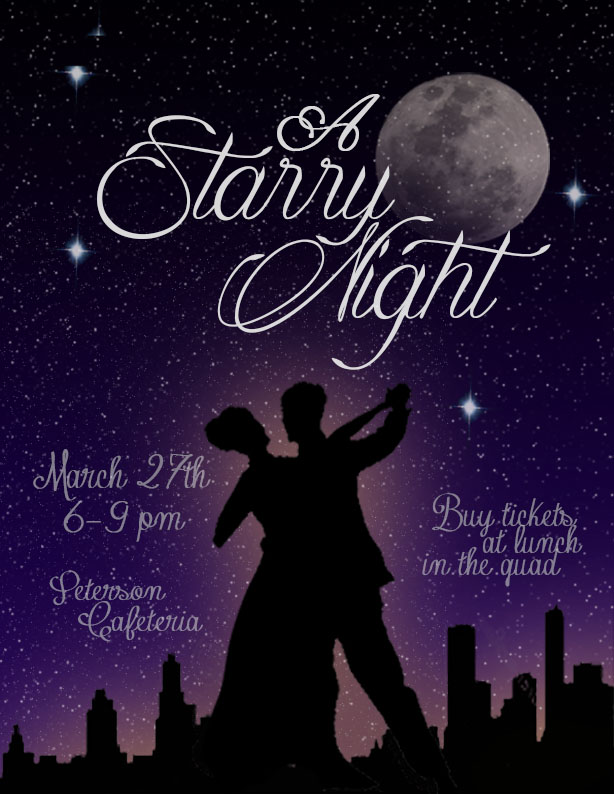 A
Starry
Night
March 27th
6-9 pm
Peterson
Cafeteria
Buy tickets
at lunch
in the quad